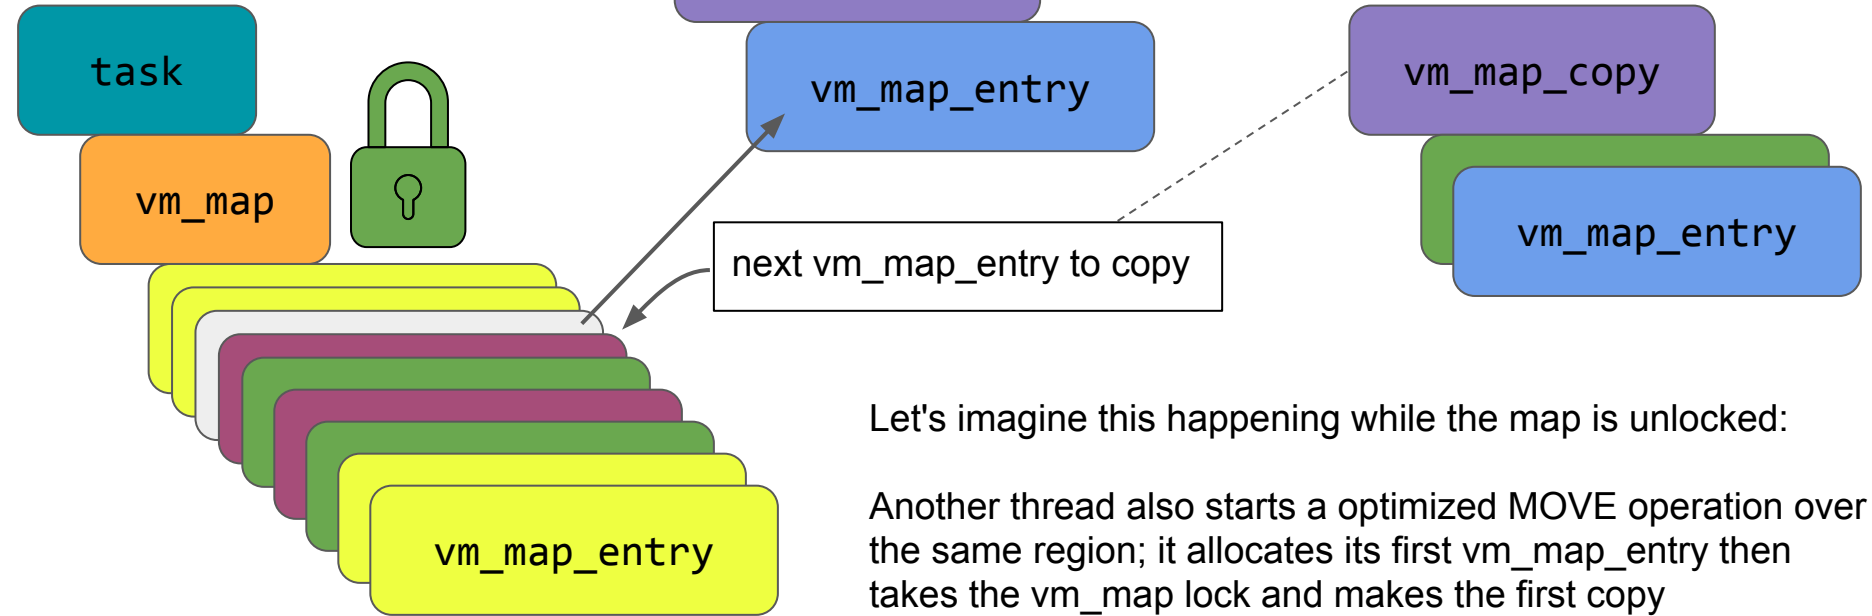 task
vm_map_entry
vm_map_copy
vm_map
vm_map_entry
next vm_map_entry to copy
vm_map_entry
Let's imagine this happening while the map is unlocked:
Another thread also starts a optimized MOVE operation over
the same region; it allocates its first vm_map_entry then
takes the vm_map lock and makes the first copy